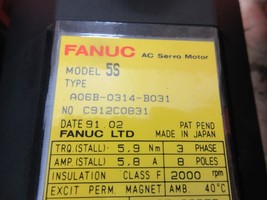 FANUC AC Servo Motor
MODEL 5S
TYPE
A06B-0314-B031
NO C912C0831
DATE 91.02 PAT PEND
FANUC LTD MADE IN JAPAN
TRQ.(STALL) 5.9 Nm 3 PHASE
AMP.(STALL) 5.8 A 8 POLES
INSULATION CLASS F 2000 rpm
EXCIT PERM. MAGNET AMB. 40°C